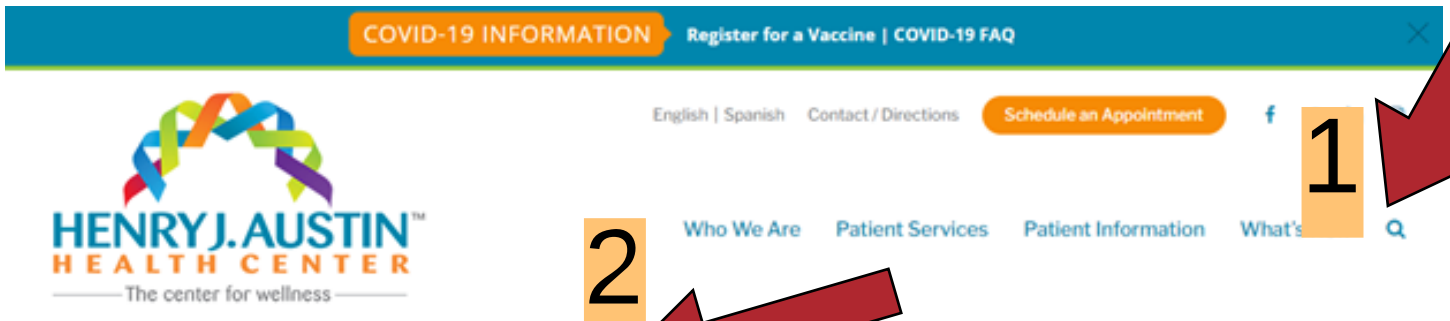 COVID-19 INFORMATION Register for a Vaccine | COVID-19 FAQ
English | Spanish Contact / Directions Schedule an Appointment f
1
HENRY J. AUSTIN™
HEALTH CENTER
The center for wellness
2
Who We Are Patient Services Patient Information What's